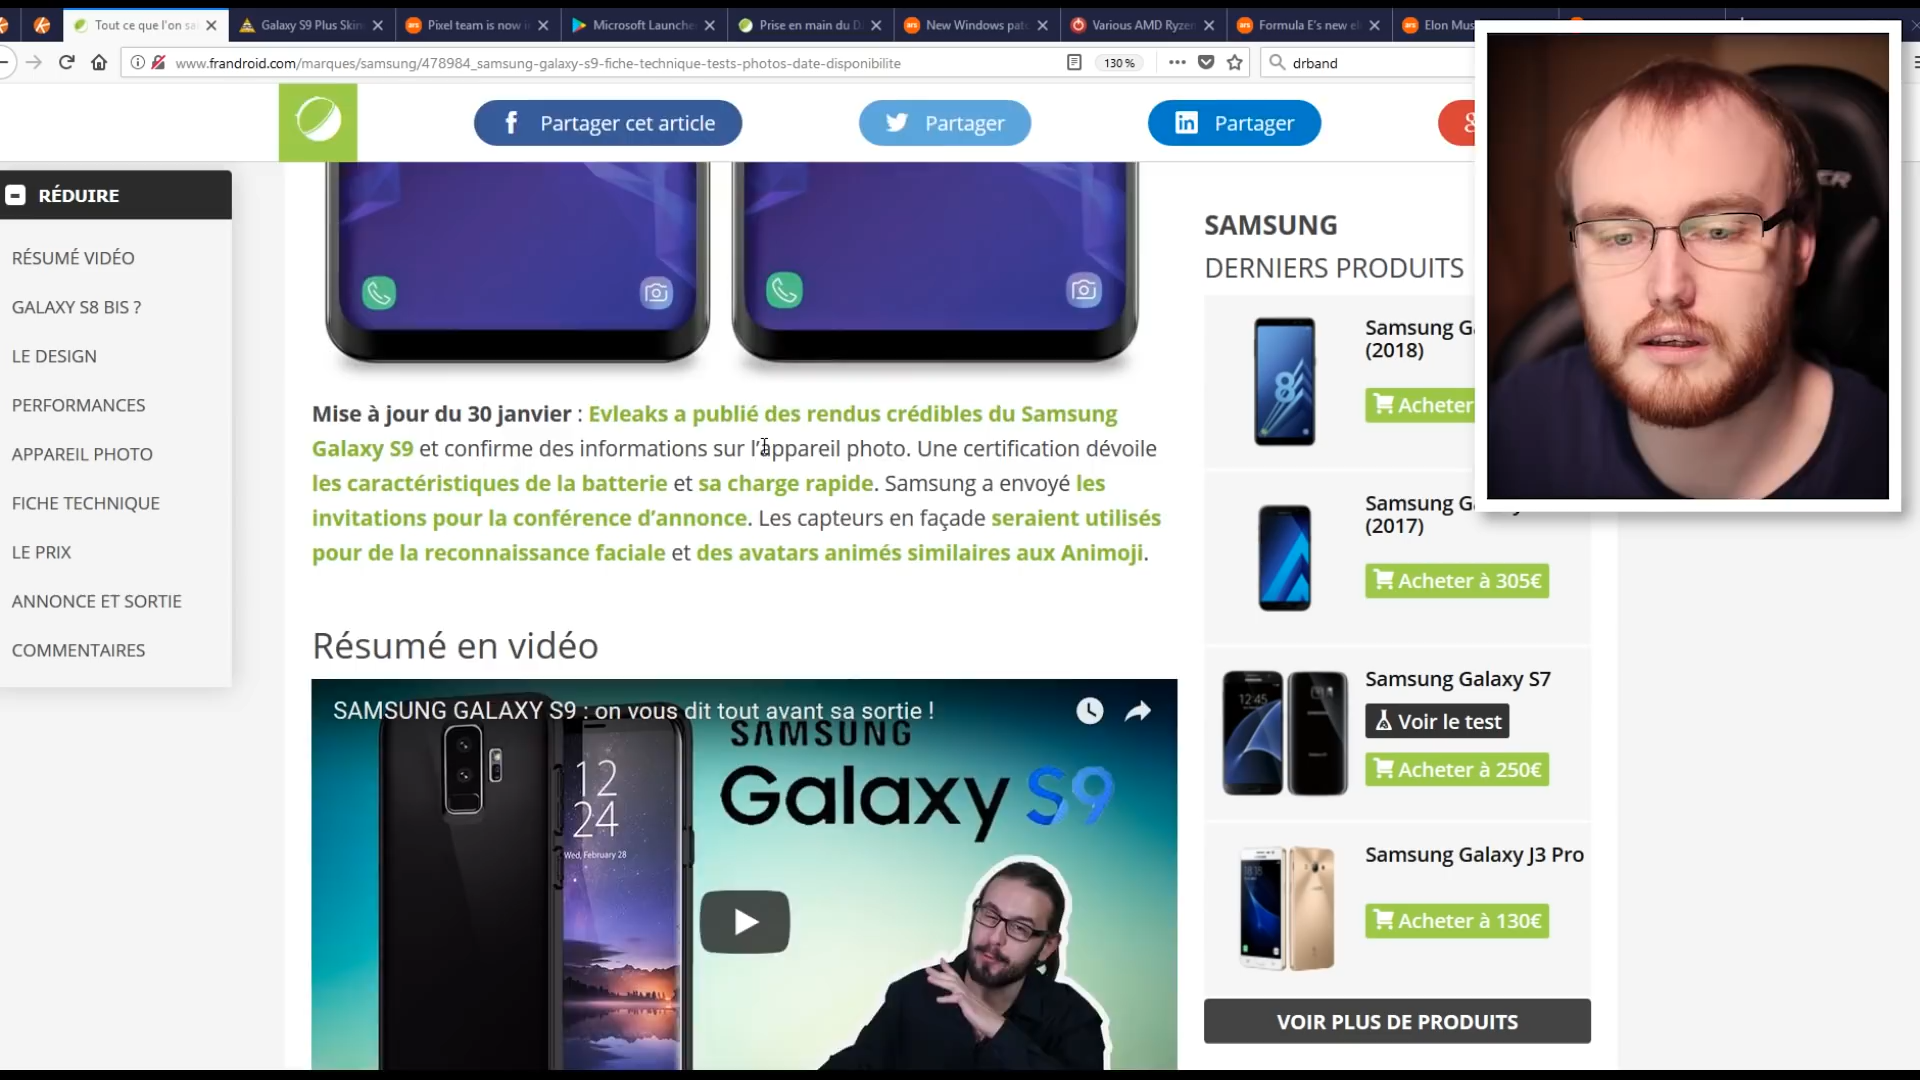 Tout ce que l'on sa
Galaxy S9 Plus Skin
Pixel team is now i
Microsoft Launche
Prise en main du D
New Windows pat
Various AMD Ryze
Formula E's new el
Elon Mus
www.frandroid.com/marques/samsung/478984_samsung-galaxy-s9-fiche-technique-tests-photos-date-disponibilite
130 %
drband
Partager cet article
Partager
Partager
RÉDUIRE
RÉSUMÉ VIDÉO
GALAXY S8 BIS ?
LE DESIGN
PERFORMANCES
APPAREIL PHOTO
FICHE TECHNIQUE
LE PRIX
ANNONCE ET SORTIE
COMMENTAIRES
Mise à jour du 30 janvier : Evleaks a publié des rendus crédibles du Samsung
Galaxy S9 et confirme des informations sur l'appareil photo. Une certification dévoile
les caractéristiques de la batterie et sa charge rapide. Samsung a envoyé les
invitations pour la conférence d'annonce. Les capteurs en façade seraient utilisés
pour de la reconnaissance faciale et des avatars animés similaires aux Animoji.
Résumé en vidéo
SAMSUNG GALAXY S9 : on vous dit tout avant sa sortie !
SAMSUNG
Galaxy S9
12
24
Wed, February 28
SAMSUNG
DERNIERS PRODUITS
Samsung Ga
(2018)
Acheter
Samsung G
(2017)
Acheter à 305€
Samsung Galaxy S7
Voir le test
Acheter à 250€
Samsung Galaxy J3 Pro
Acheter à 130€
VOIR PLUS DE PRODUITS